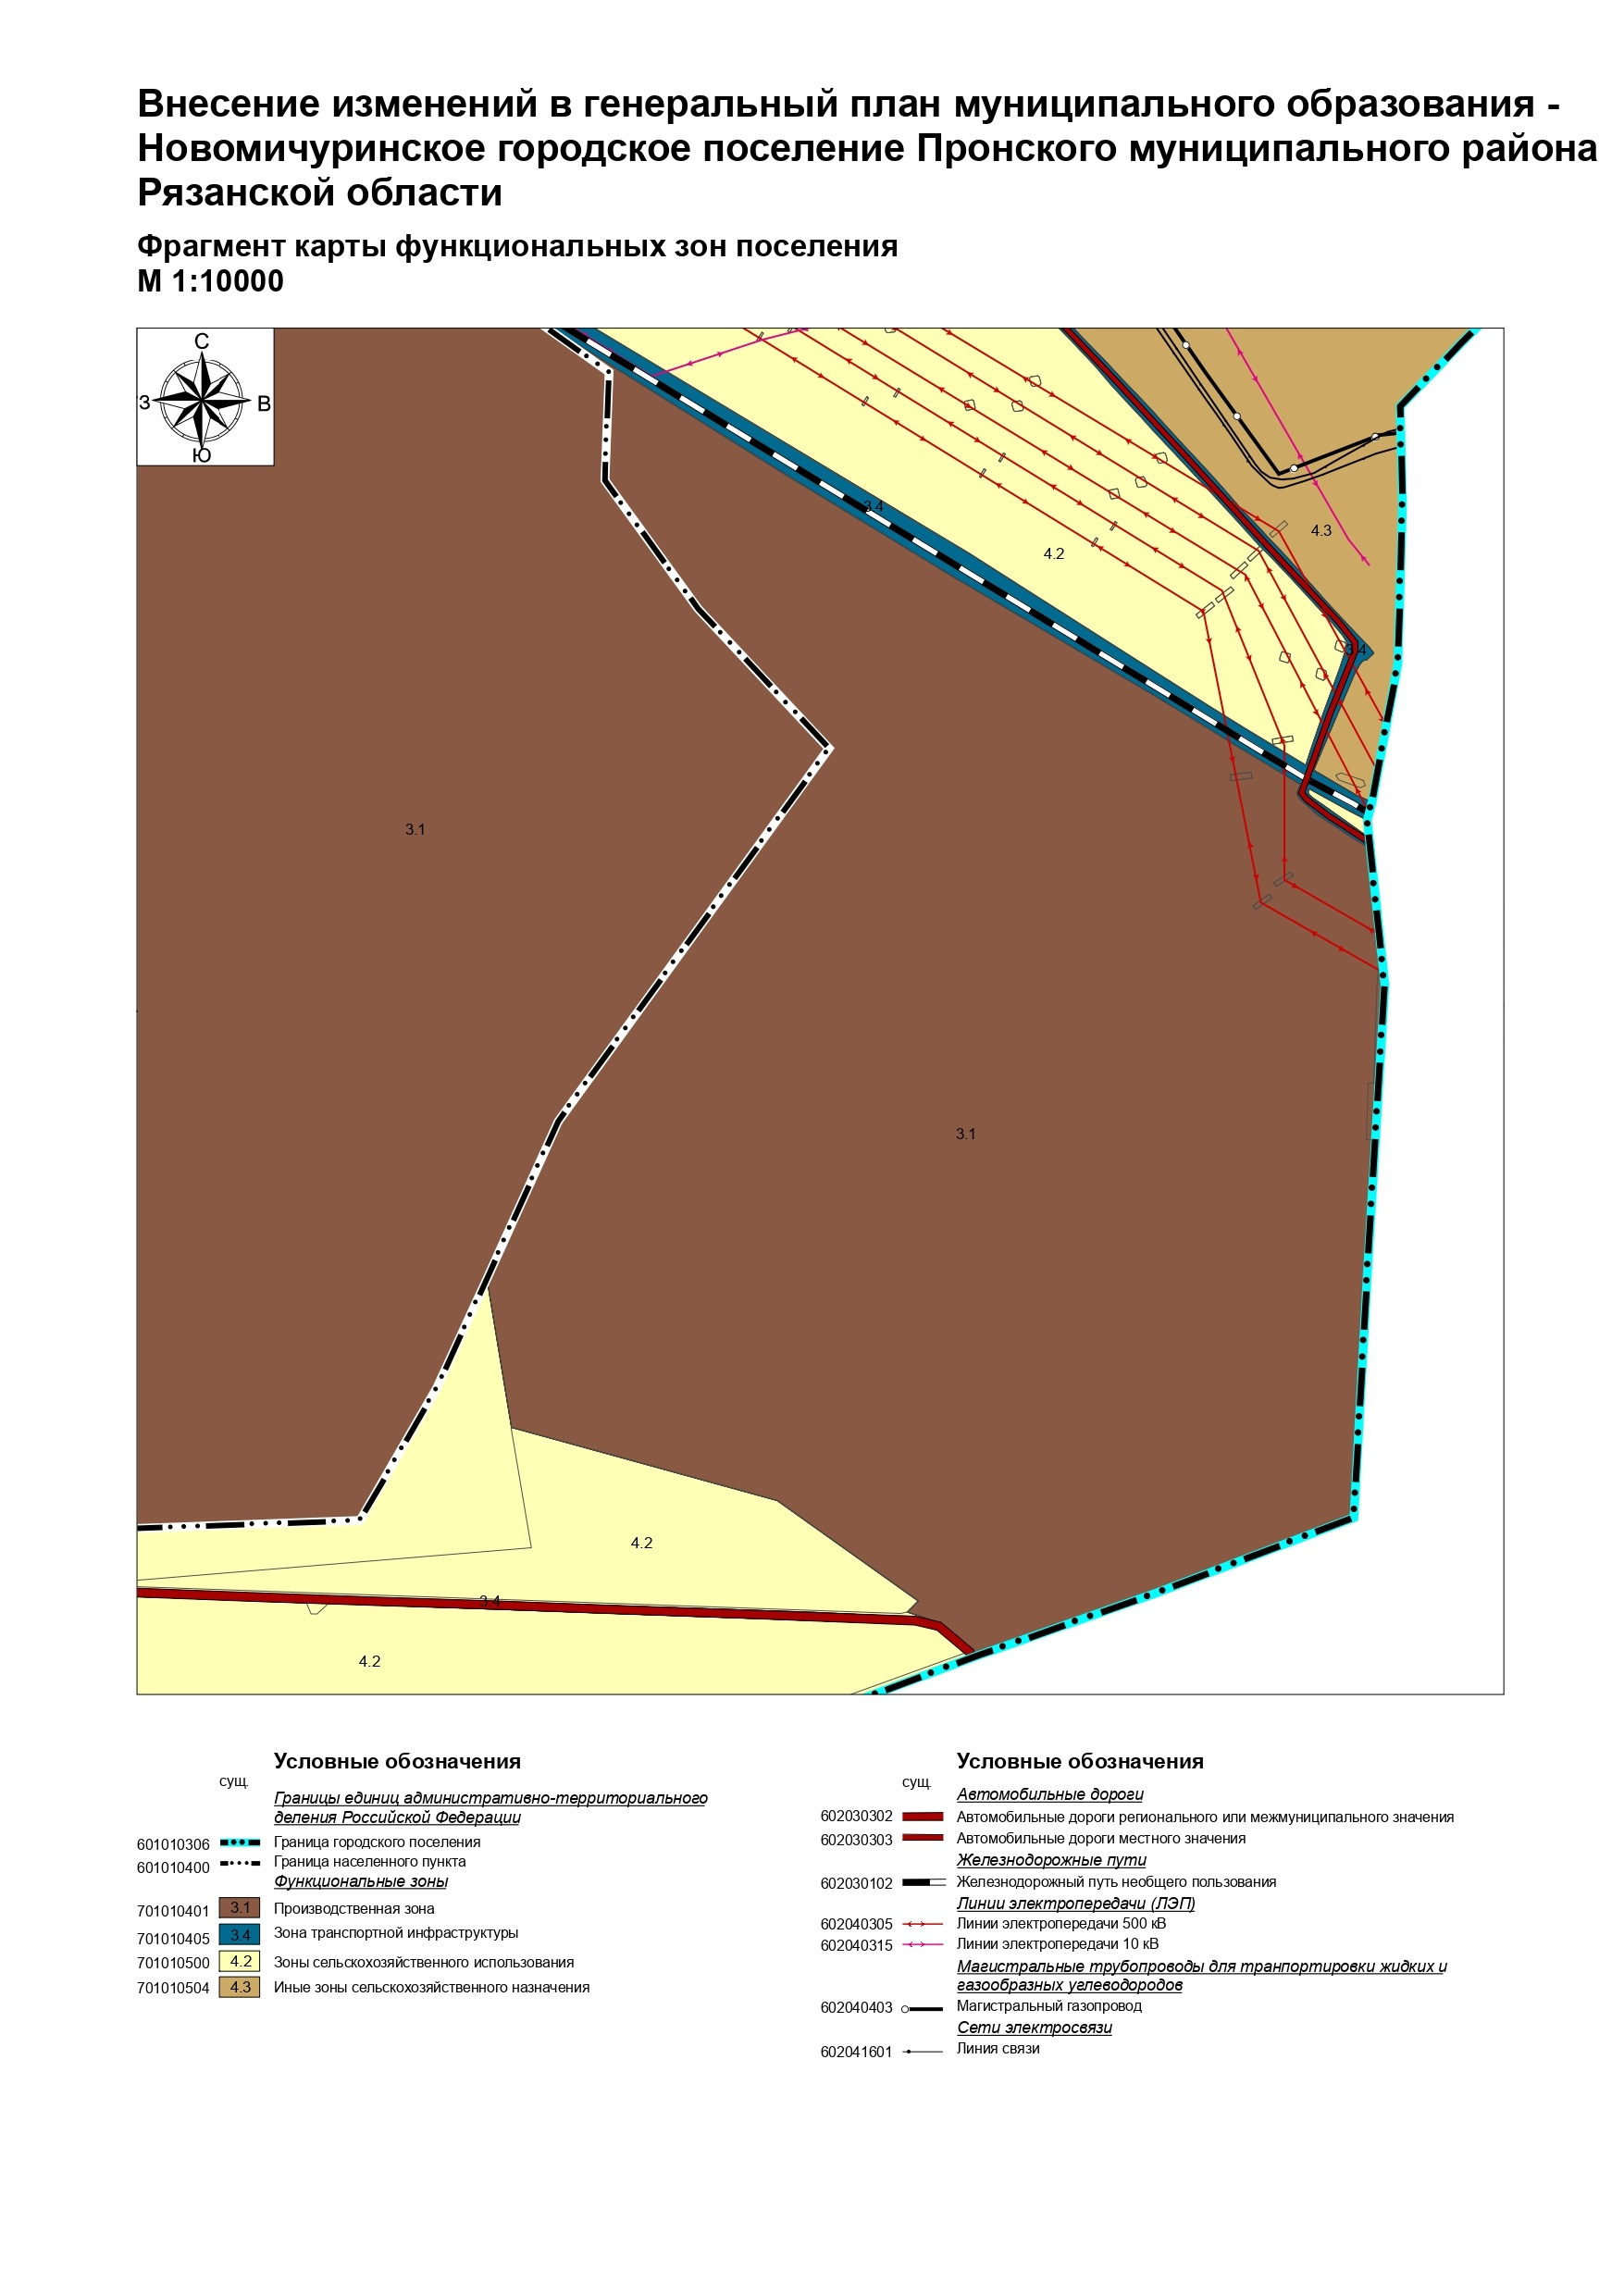 Внесение изменений в генеральный план муниципального образования -
Новомичуринское городское поселение Пронского муниципального района
Рязанской области
Фрагмент карты функциональных зон поселения
М 1:10000
С
З
В
Ю
3.4
4.2
4.3
3.4
3.1
3.1
4.2
3.4
4.2
Условные обозначения
сущ.
Границы единиц административно-территориального
деления Российской Федерации
601010306 Граница городского поселения
601010400 Граница населенного пункта
Функциональные зоны
701010401 3.1 Производственная зона
701010405 3.4 Зона транспортной инфраструктуры
701010500 4.2 Зоны сельскохозяйственного использования
701010504 4.3 Иные зоны сельскохозяйственного назначения
Условные обозначения
сущ.
Автомобильные дороги
602030302 Автомобильные дороги регионального или межмуниципального значения
602030303 Автомобильные дороги местного значения
Железнодорожные пути
602030102 Железнодорожный путь необщего пользования
Линии электропередачи (ЛЭП)
602040305 Линии электропередачи 500 кВ
602040315 Линии электропередачи 10 кВ
Магистральные трубопроводы для транпортировки жидких и
газообразных углеводородов
602040403 Магистральный газопровод
Сети электросвязи
602041601 Линия связи